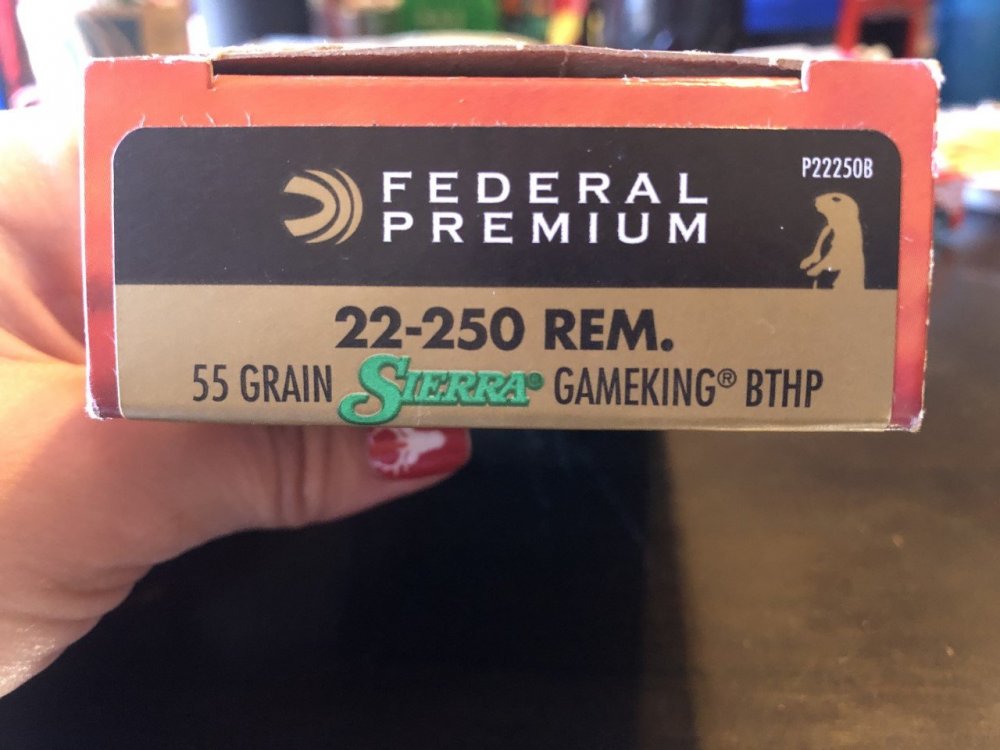 P22250B
FEDERAL
PREMIUM
22-250 REM.
55 GRAIN SIERRA® GAMEKING® BTHP